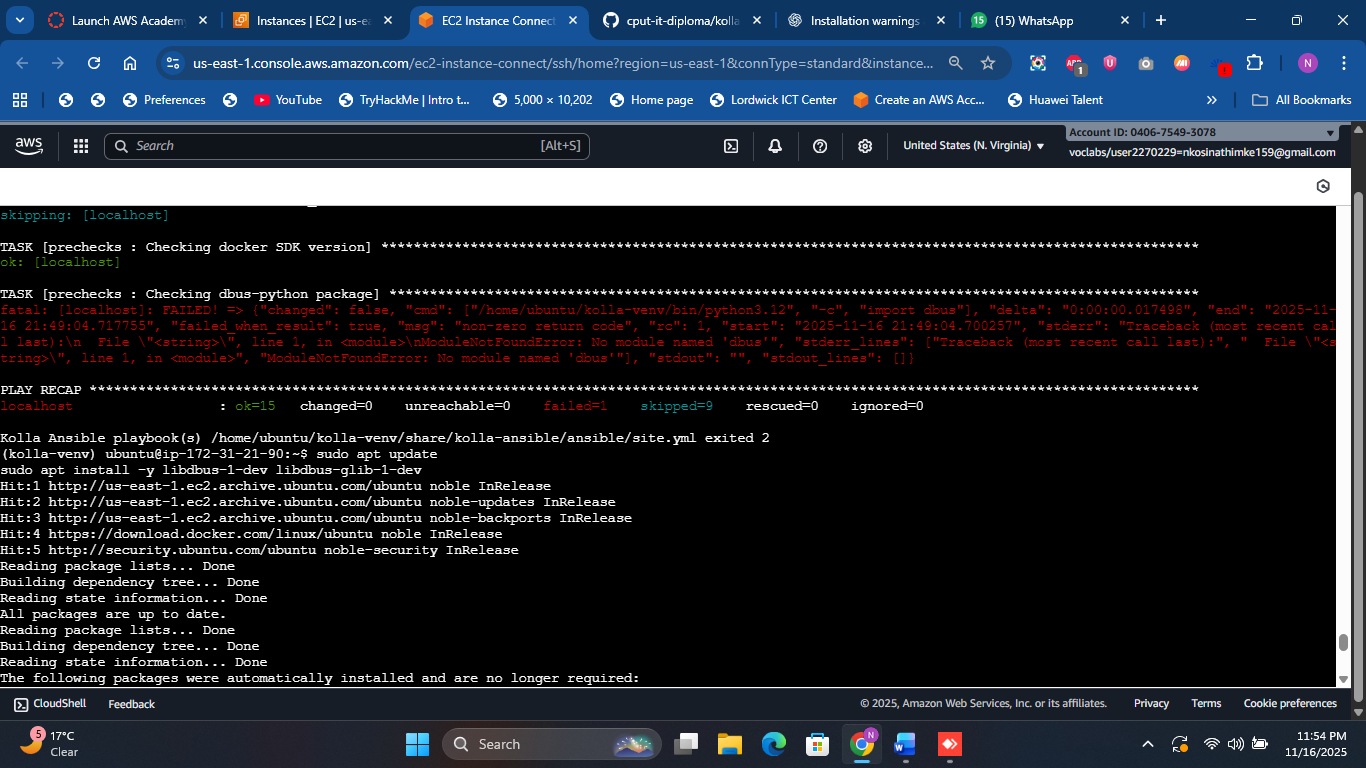 Launch AWS Academy
Instances | EC2 | us-ea
EC2 Instance Connect
cput-it-diploma/kolla
Installation warnings
15
(15) WhatsApp
us-east-1.console.aws.amazon.com/ec2-instance-connect/ssh/home?region=us-east-1&connType=standard&instance...
1
N
Preferences
YouTube
TryHackMe | Intro t...
5,000 × 10,202
Home page
Lordwick ICT Center
Create an AWS Acc...
Huawei Talent
All Bookmarks
aws
Search
[Alt+S]
United States (N. Virginia)
Account ID: 0406-7549-3078
voclabs/user2270229=nkosinathimke159@gmail.com
skipping: [localhost]
TASK [prechecks : Checking docker SDK version] ******************************************************************************************************
ok: [localhost]
TASK [prechecks : Checking dbus-python package] *****************************************************************************************************
fatal: [localhost]: FAILED! => {"changed": false, "cmd": ["/home/ubuntu/kolla-venv/bin/python3.12", "-c", "import dbus"], "delta": "0:00:00.017498", "end": "2025-11-
16 21:49:04.717755", "failed_when_result": true, "msg": "non-zero return code", "rc": 1, "start": "2025-11-16 21:49:04.700257", "stderr": "Traceback (most recent cal
l last):\n  File \"<string>\", line 1, in <module>\nModuleNotFoundError: No module named 'dbus'", "stderr_lines": ["Traceback (most recent call last):", "  File \"<s
tring>\", line 1, in <module>", "ModuleNotFoundError: No module named 'dbus'"], "stdout": "", "stdout_lines": []}
PLAY RECAP ******************************************************************************************************************************************
localhost                  : ok=15   changed=0    unreachable=0    failed=1    skipped=9    rescued=0    ignored=0
Kolla Ansible playbook(s) /home/ubuntu/kolla-venv/share/kolla-ansible/ansible/site.yml exited 2
(kolla-venv) ubuntu@ip-172-31-21-90:~$ sudo apt update
sudo apt install -y libdbus-1-dev libdbus-glib-1-dev
Hit:1 http://us-east-1.ec2.archive.ubuntu.com/ubuntu noble InRelease
Hit:2 http://us-east-1.ec2.archive.ubuntu.com/ubuntu noble-updates InRelease
Hit:3 http://us-east-1.ec2.archive.ubuntu.com/ubuntu noble-backports InRelease
Hit:4 https://download.docker.com/linux/ubuntu noble InRelease
Hit:5 http://security.ubuntu.com/ubuntu noble-security InRelease
Reading package lists... Done
Building dependency tree... Done
Reading state information... Done
All packages are up to date.
Reading package lists... Done
Building dependency tree... Done
Reading state information... Done
The following packages were automatically installed and are no longer required:
CloudShell
Feedback
© 2025, Amazon Web Services, Inc. or its affiliates.
Privacy
Terms
Cookie preferences
5
17°C
Clear
Search
N
11:54 PM
11/16/2025